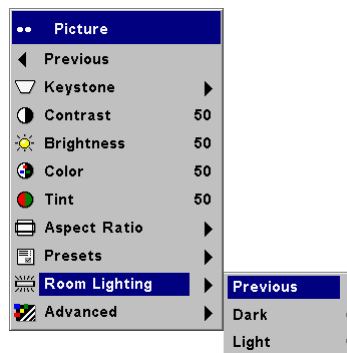 Picture
Previous
Keystone
Contrast 50
Brightness 50
Color 50
Tint 50
Aspect Ratio
Presets
Room Lighting
Advanced
Previous
Dark
Light